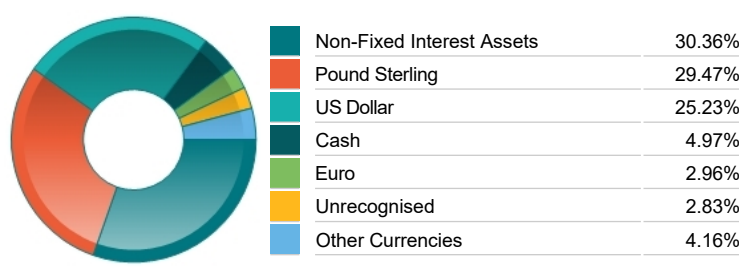 Non-Fixed Interest Assets 30.36%
Pound Sterling 29.47%
US Dollar 25.23%
Cash 4.97%
Euro 2.96%
Unrecognised 2.83%
Other Currencies 4.16%